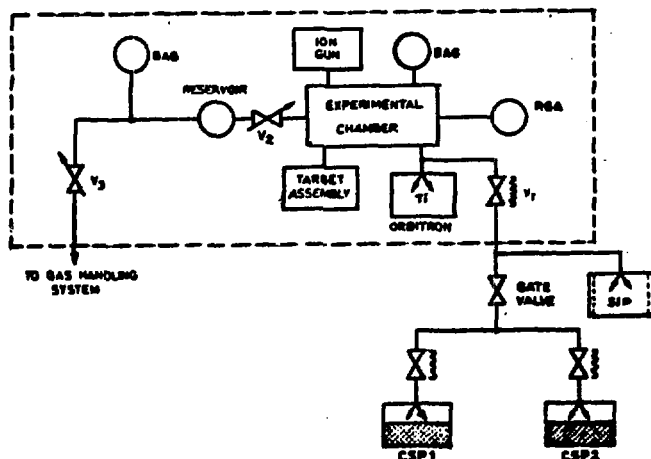 BAG
ION
GUN
BAG
RESERVOIR
EXPERIMENTAL
CHAMBER
RGA
V2
V3
TARGET
ASSEMBLY
TI
V1
ORBITRON
TO GAS HANDLING
SYSTEM
GATE
VALVE
SIP
CSP1
CSP2